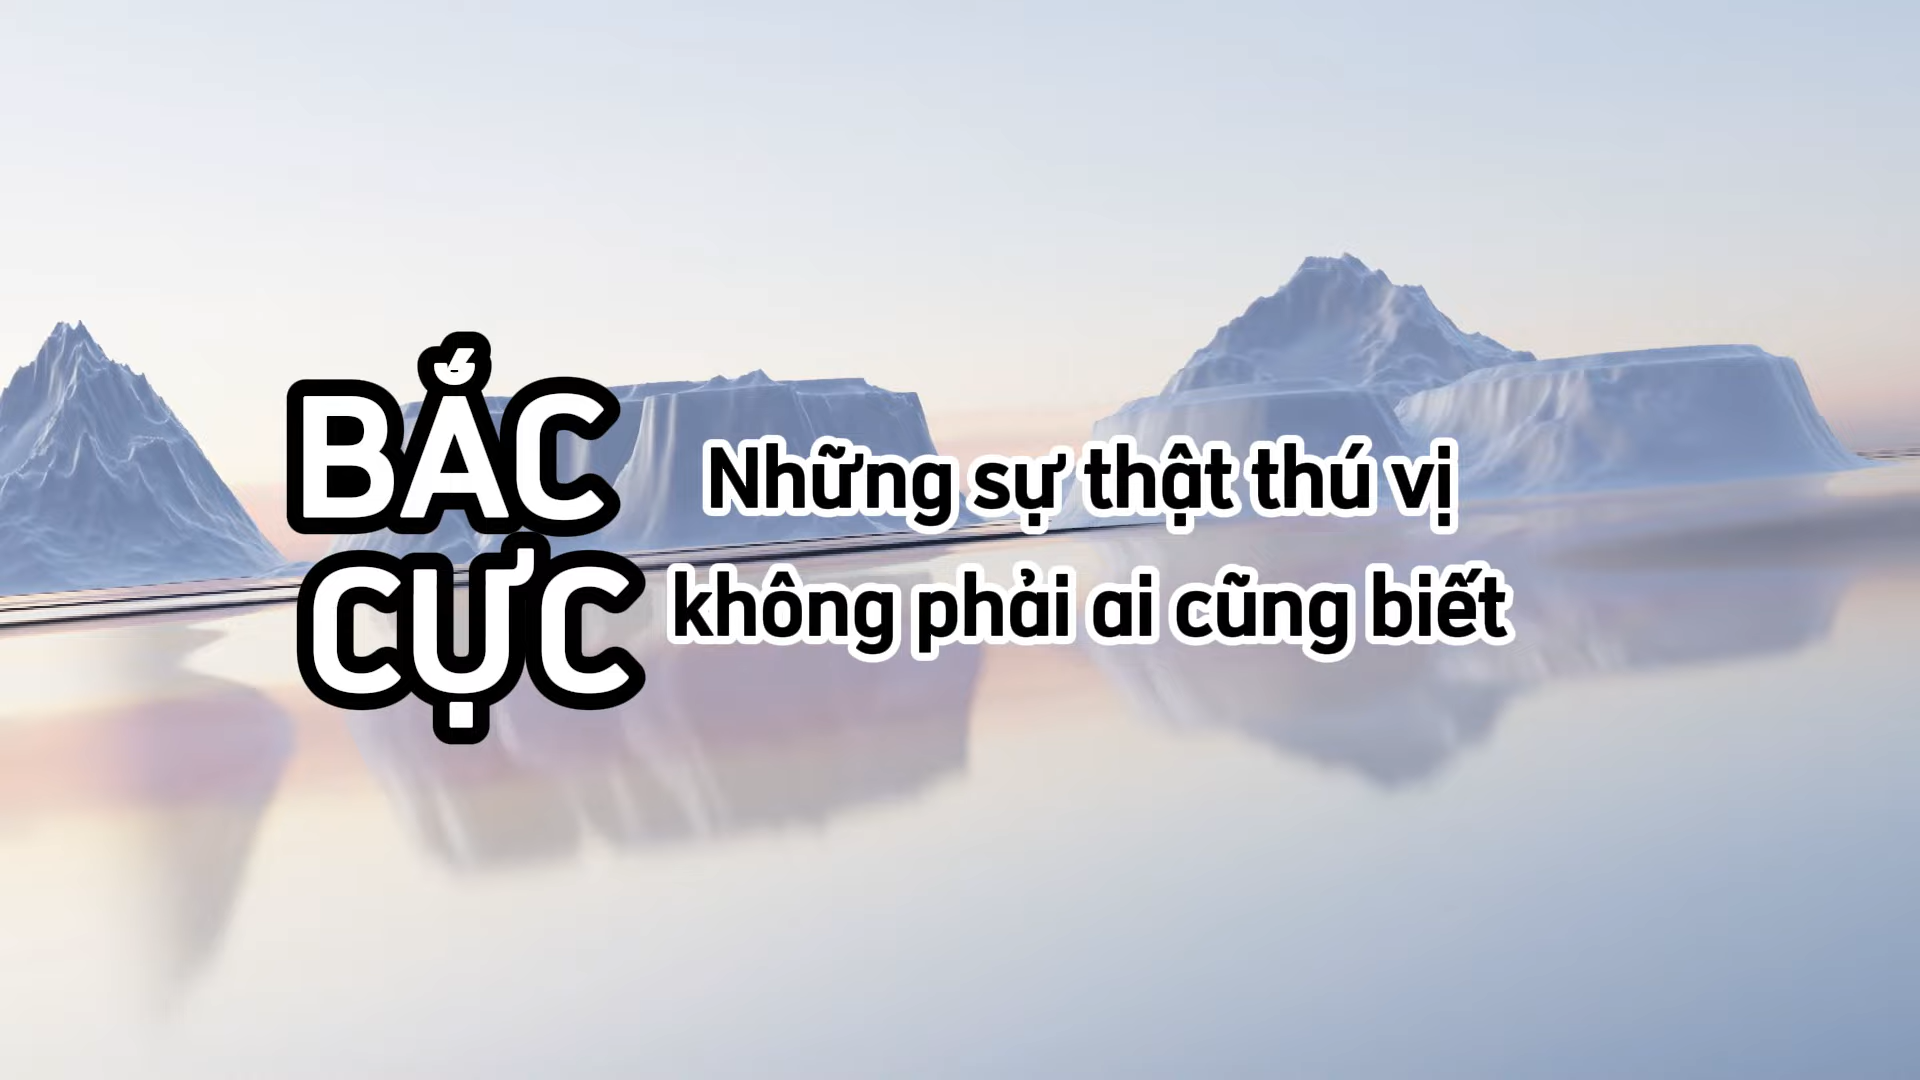 BẮC
CỰC
Những sự thật thú vị
không phải ai cũng biết